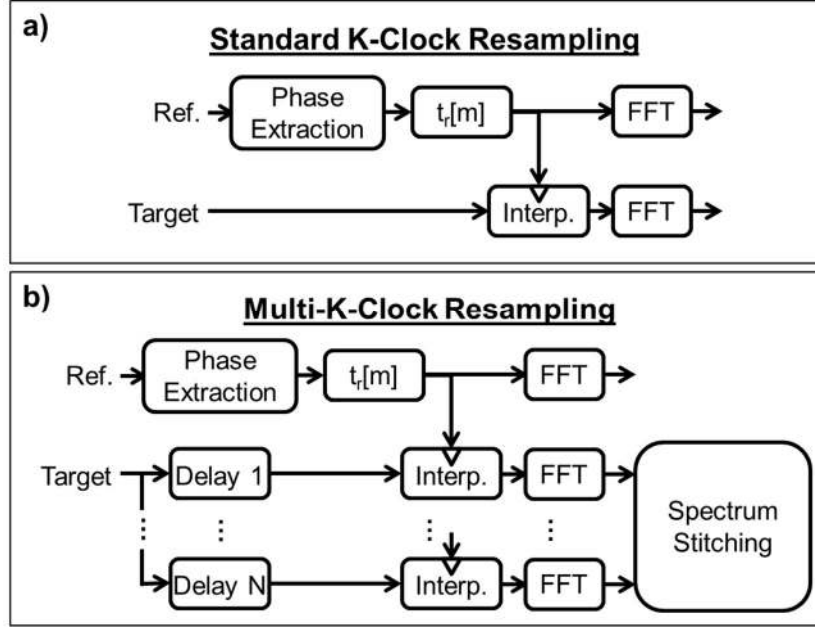 a)
Standard K-Clock Resampling
Ref.
Phase
Extraction
tr[m]
FFT
Target
Interp.
FFT
b)
Multi-K-Clock Resampling
Ref.
Phase
Extraction
tr[m]
FFT
Target
Delay 1
Interp.
FFT
Spectrum
Stitching
Delay N
Interp.
FFT